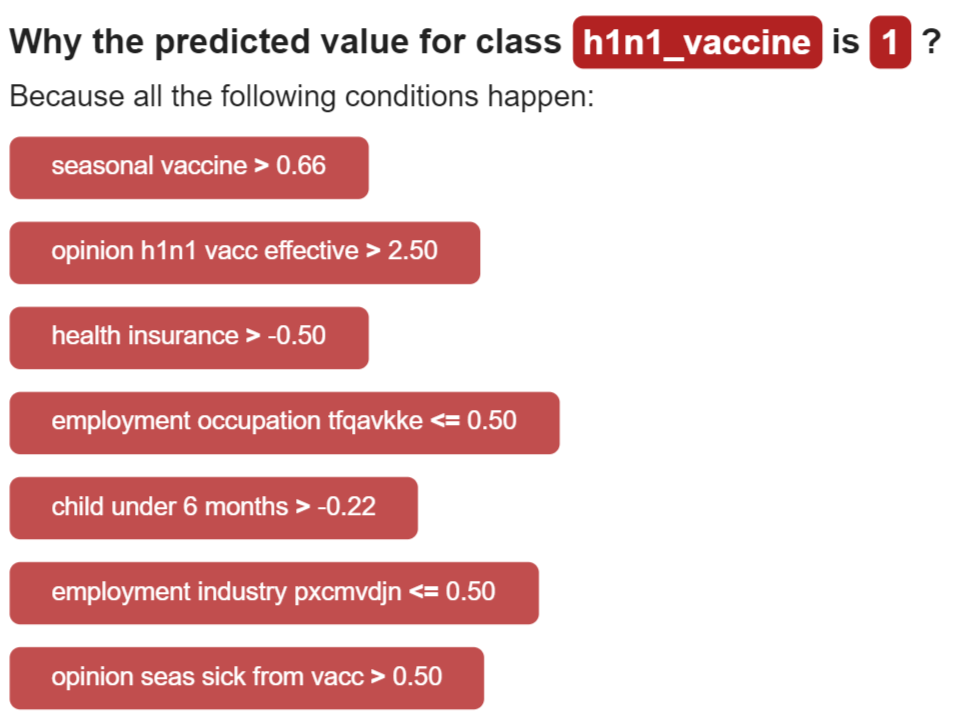 Why the predicted value for class h1n1_vaccine is 1 ?
Because all the following conditions happen:
seasonal vaccine > 0.66
opinion h1n1 vacc effective > 2.50
health insurance > -0.50
employment occupation tfqavkke <= 0.50
child under 6 months > -0.22
employment industry pxcmvdjn <= 0.50
opinion seas sick from vacc > 0.50